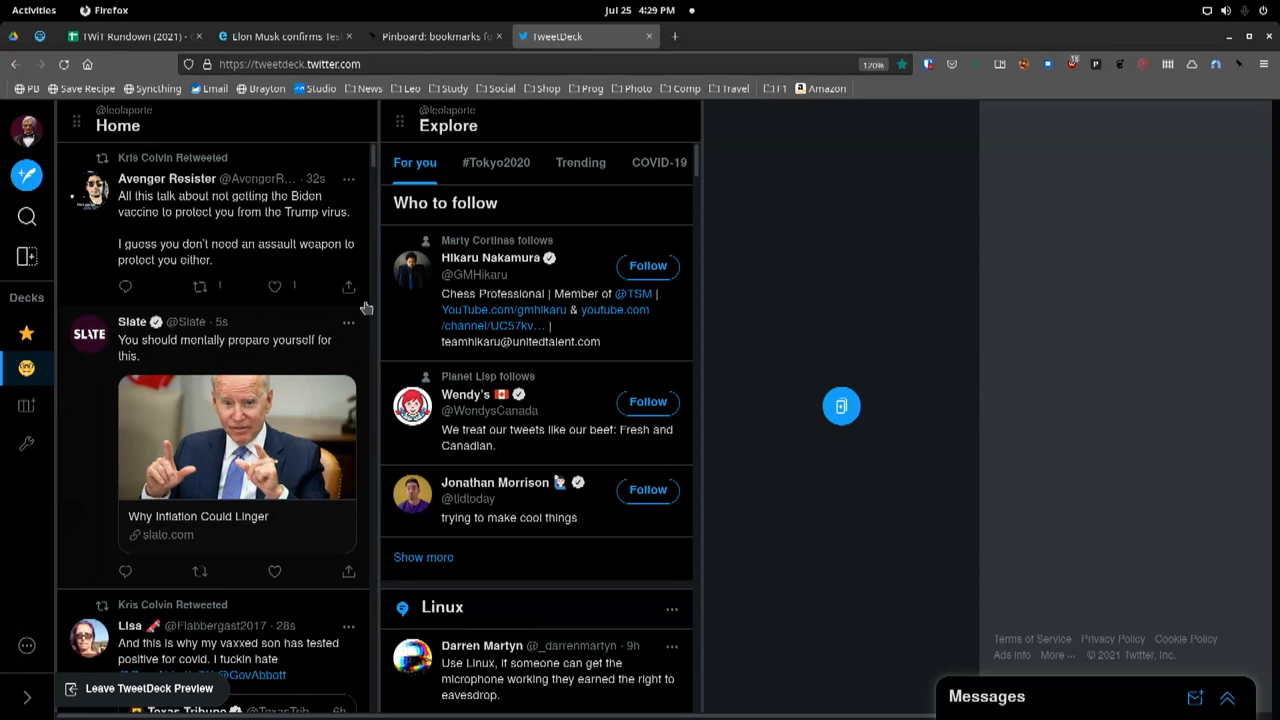 Activities
Firefox
Jul 25 4:29 PM
TWiT Rundown (2021) -
Elon Musk confirms Tesl
Pinboard: bookmarks fo
TweetDeck
https://tweetdeck.twitter.com
120%
PB
Save Recipe
Syncthing
Email
Brayton
Studio
News
Leo
Study
Social
Shop
Prog
Photo
Comp
Travel
F1
Amazon
@leolaporte
Home
Kris Colvin Retweeted
Avenger Resister @AvengerR... · 32s
All this talk about not getting the Biden
vaccine to protect you from the Trump virus.
I guess you don't need an assault weapon to
protect you either.
1
1
SLATE
Slate @Slate · 5s
You should mentally prepare yourself for
this.
Why Inflation Could Linger
slate.com
Kris Colvin Retweeted
Lisa @Flabbergast2017 · 28s
And this is why my vaxxed son has tested
positive for covid. I fuckin hate
@GovAbbott
Texas Tribune @TexasTrib... · 6h
Decks
Leave TweetDeck Preview
@leolaporte
Explore
For you
#Tokyo2020
Trending
COVID-19
Who to follow
Marty Cortinas follows
Hikaru Nakamura
@GMHikaru
Follow
Chess Professional | Member of @TSM |
YouTube.com/gmhikaru & youtube.com
/channel/UC57kv... |
teamhikaru@unitedtalent.com
Planet Lisp follows
Wendy's
@WendysCanada
Follow
We treat our tweets like our beef: Fresh and
Canadian.
Jonathan Morrison
@tldtoday
Follow
trying to make cool things
Show more
Linux
Darren Martyn @_darrenmartyn · 9h
Use Linux, if someone can get the
microphone working they earned the right to
eavesdrop.
Terms of Service Privacy Policy Cookie Policy
Ads info More ··· © 2021 Twitter, Inc.
Messages